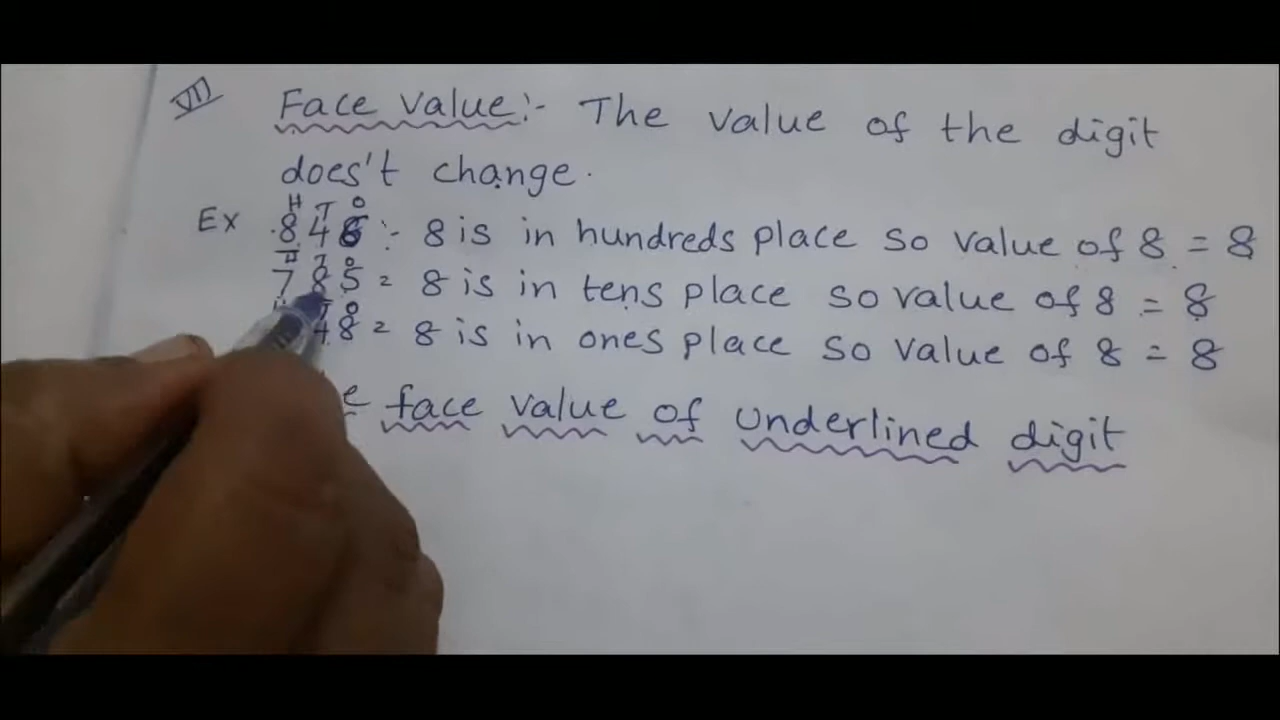 VII Face value:- The value of the digit
does't change.
H T O
Ex 846 :- 8 is in hundreds place so value of 8 = 8
H T O
785 = 8 is in tens place so value of 8 = 8
H T O
48 = 8 is in ones place so value of 8 = 8
face value of underlined digit